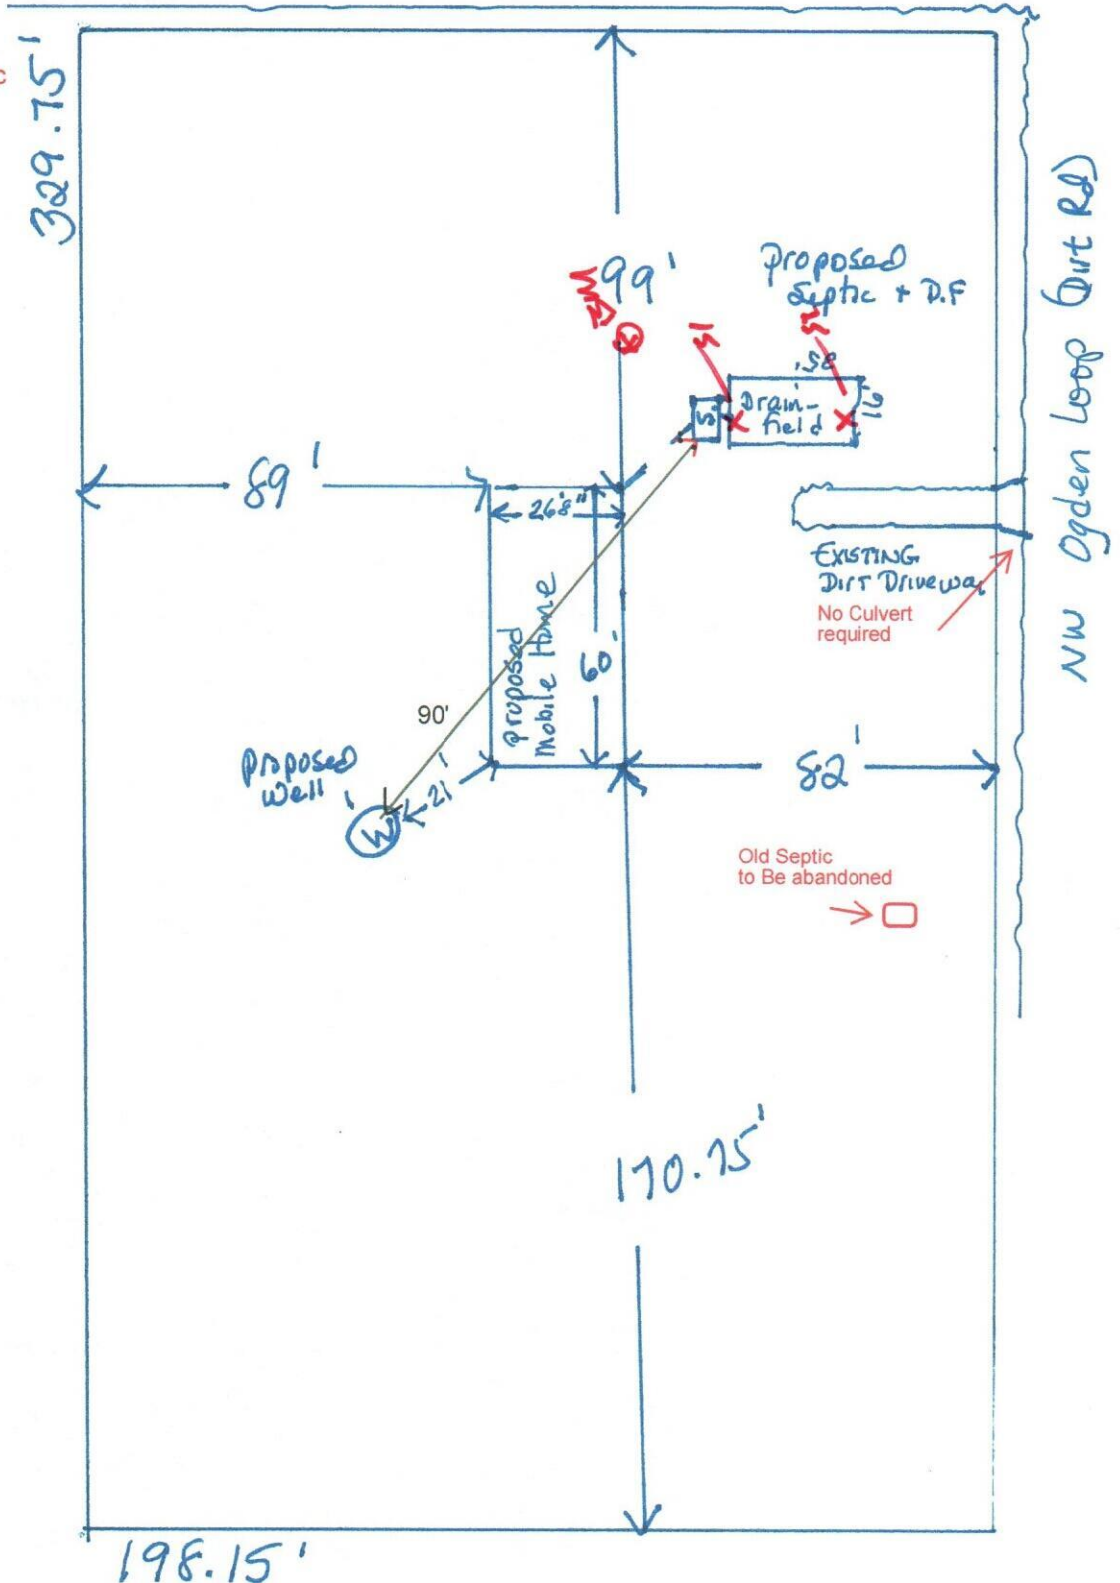 329.75'
99'
proposed
Septic + D.F
85'
Drain-
field
16'
S
NW Ogden Loop (Dirt Rd)
89'
26'8"
60'
proposed
Mobile Home
EXISTING
DIRT Driveway
No Culvert
required
90'
proposed
Well
21'
W
82'
Old Septic
to Be abandoned
170.75'
198.15'